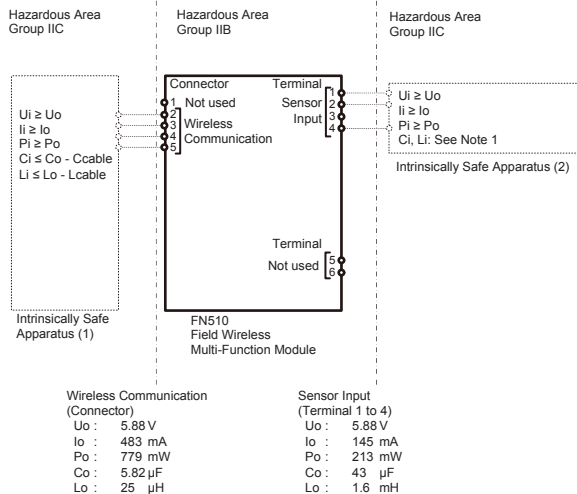 Hazardous Area
Group IIC
Hazardous Area
Group IIB
Hazardous Area
Group IIC
Ui ≥ Uo
Ii ≥ Io
Pi ≥ Po
Ci ≤ Co - Ccable
Li ≤ Lo - Lcable
Intrinsically Safe
Apparatus (1)
Connector
1 Not used
2
3 Wireless
4 Communication
5
Terminal
1
Sensor 2
Input 3
4
Terminal
Not used 5
6
FN510
Field Wireless
Multi-Function Module
Ui ≥ Uo
Ii ≥ Io
Pi ≥ Po
Ci, Li: See Note 1
Intrinsically Safe Apparatus (2)
Wireless Communication
(Connector)
Uo : 5.88 V
Io : 483 mA
Po : 779 mW
Co : 5.82 µF
Lo : 25 µH
Sensor Input
(Terminal 1 to 4)
Uo : 5.88 V
Io : 145 mA
Po : 213 mW
Co : 43 µF
Lo : 1.6 mH